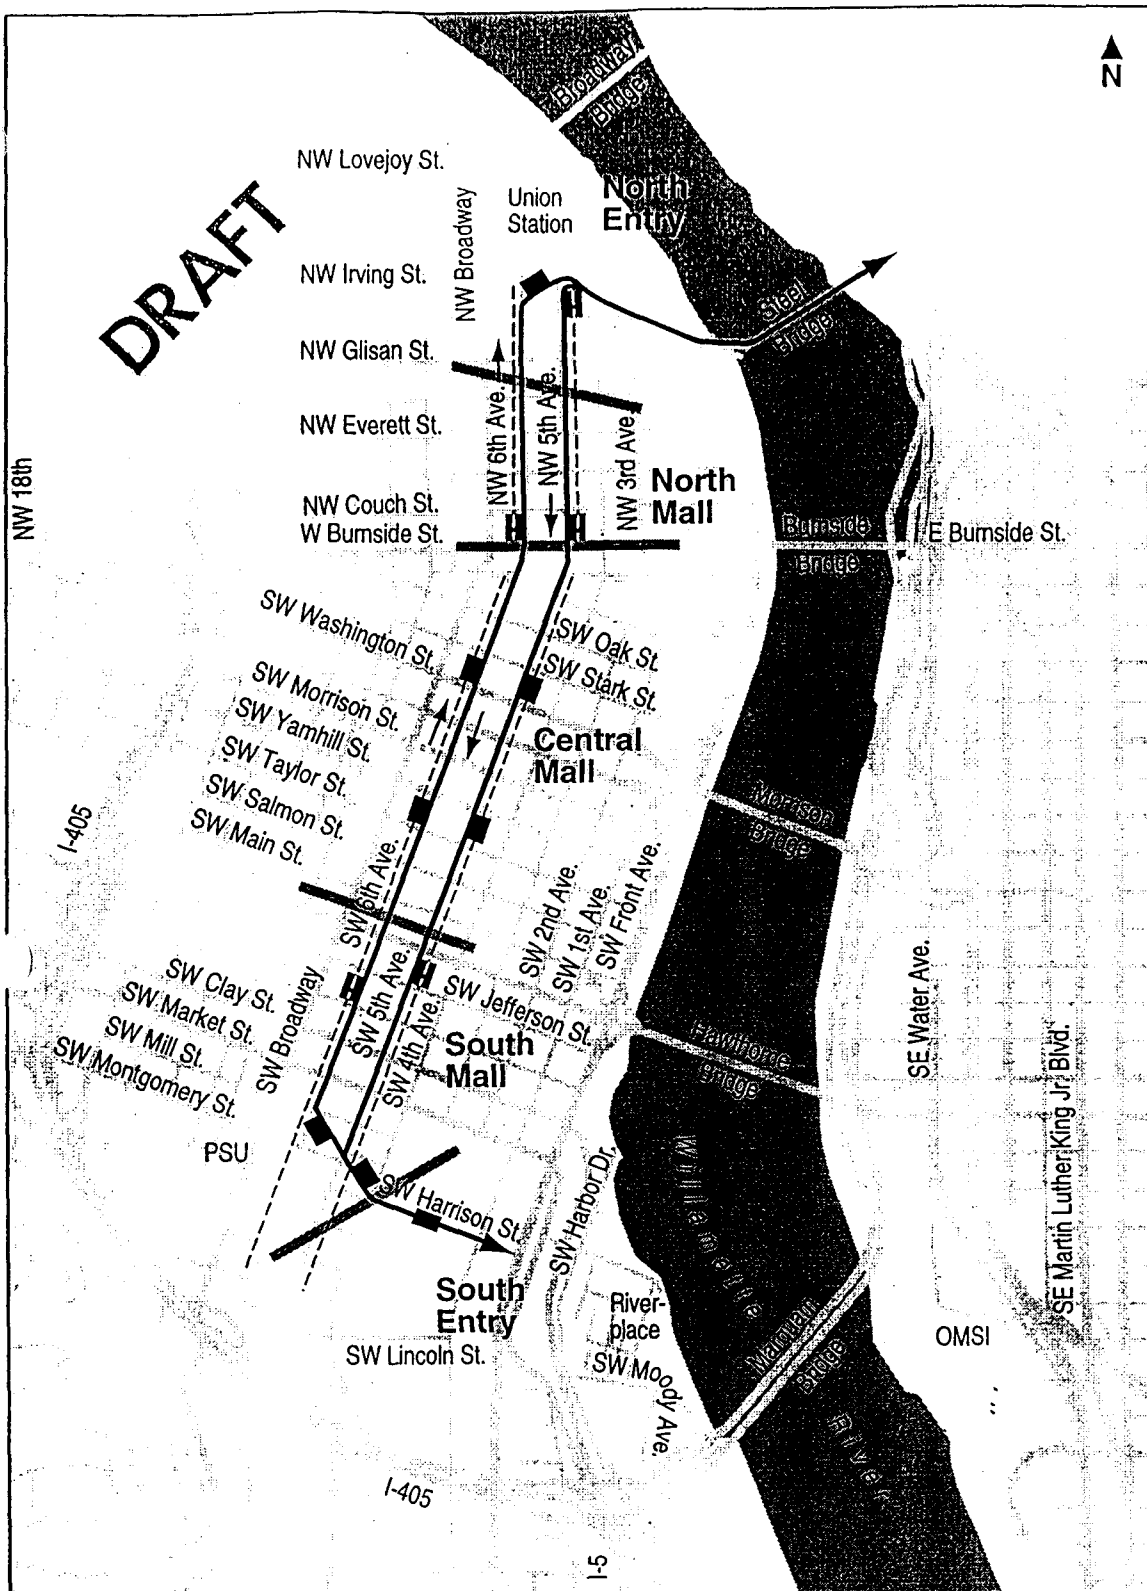 N
Broadway
Bridge
NW Lovejoy St.
NW Broadway
Union
Station
North
Entry
DRAFT
NW Irving St.
Steel
Bridge
NW Glisan St.
NW 6th Ave.
NW 5th Ave.
NW Everett St.
NW 3rd Ave.
NW 18th
North
Mall
NW Couch St.
W Burnside St.
Burnside
Bridge
E Burnside St.
SW Washington St.
SW Oak St.
SW Stark St.
SW Morrison St.
SW Yamhill St.
SW Taylor St.
SW Salmon St.
SW Main St.
Central
Mall
I-405
Morrison
Bridge
SW 6th Ave.
SW 2nd Ave.
SW 1st Ave.
SW Front Ave.
SW Clay St.
SW Market St.
SW Mill St.
SW Montgomery St.
SW Broadway
SW 5th Ave.
SW 4th Ave.
SW Jefferson St.
South
Mall
Hawthorne
Bridge
SE Water Ave.
SE Martin Luther King Jr. Blvd.
PSU
SW Harrison St.
SW Harbor Dr.
Willamette
River
South
Entry
River-
place
Marquam
Bridge
OMSI
SW Lincoln St.
SW Moody Ave.
I-405
I-5